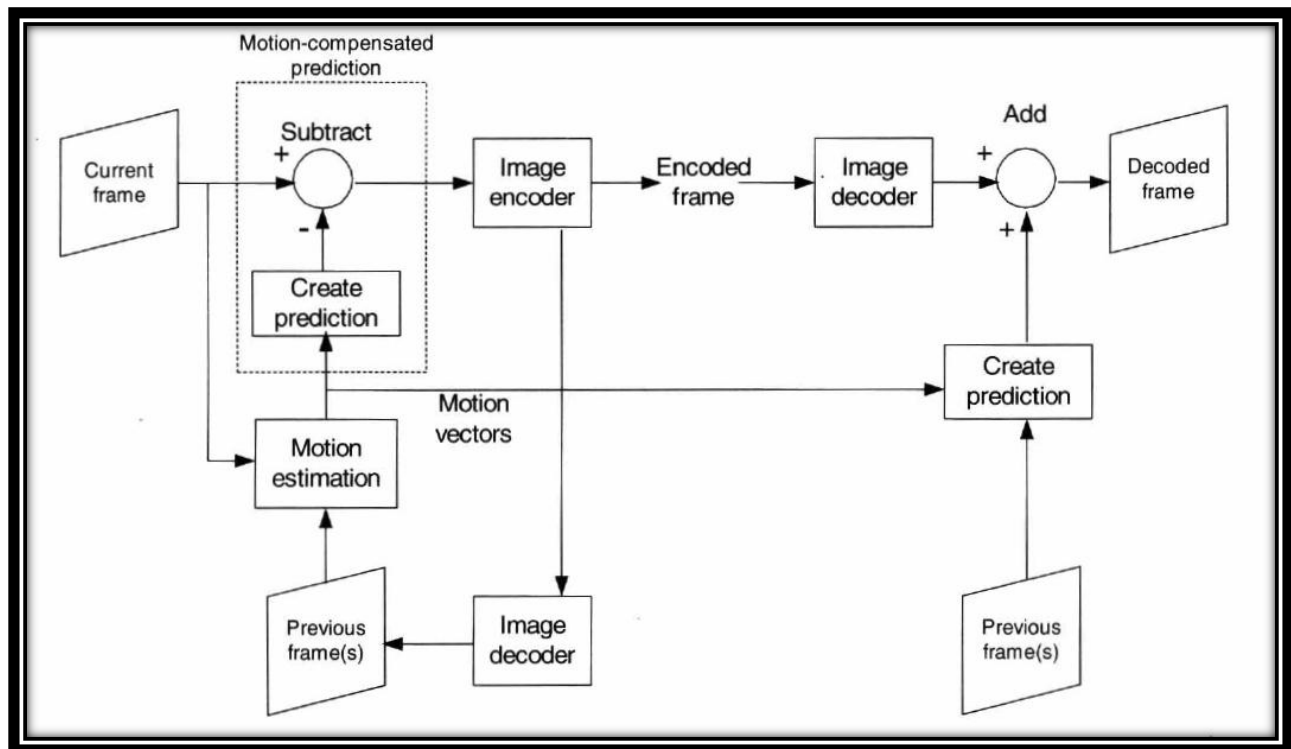 Motion-compensated
prediction
Subtract
+
-
Current
frame
Create
prediction
Image
encoder
Encoded
frame
Image
decoder
Add
+
+
Decoded
frame
Motion
vectors
Create
prediction
Motion
estimation
Previous
frame(s)
Image
decoder
Previous
frame(s)